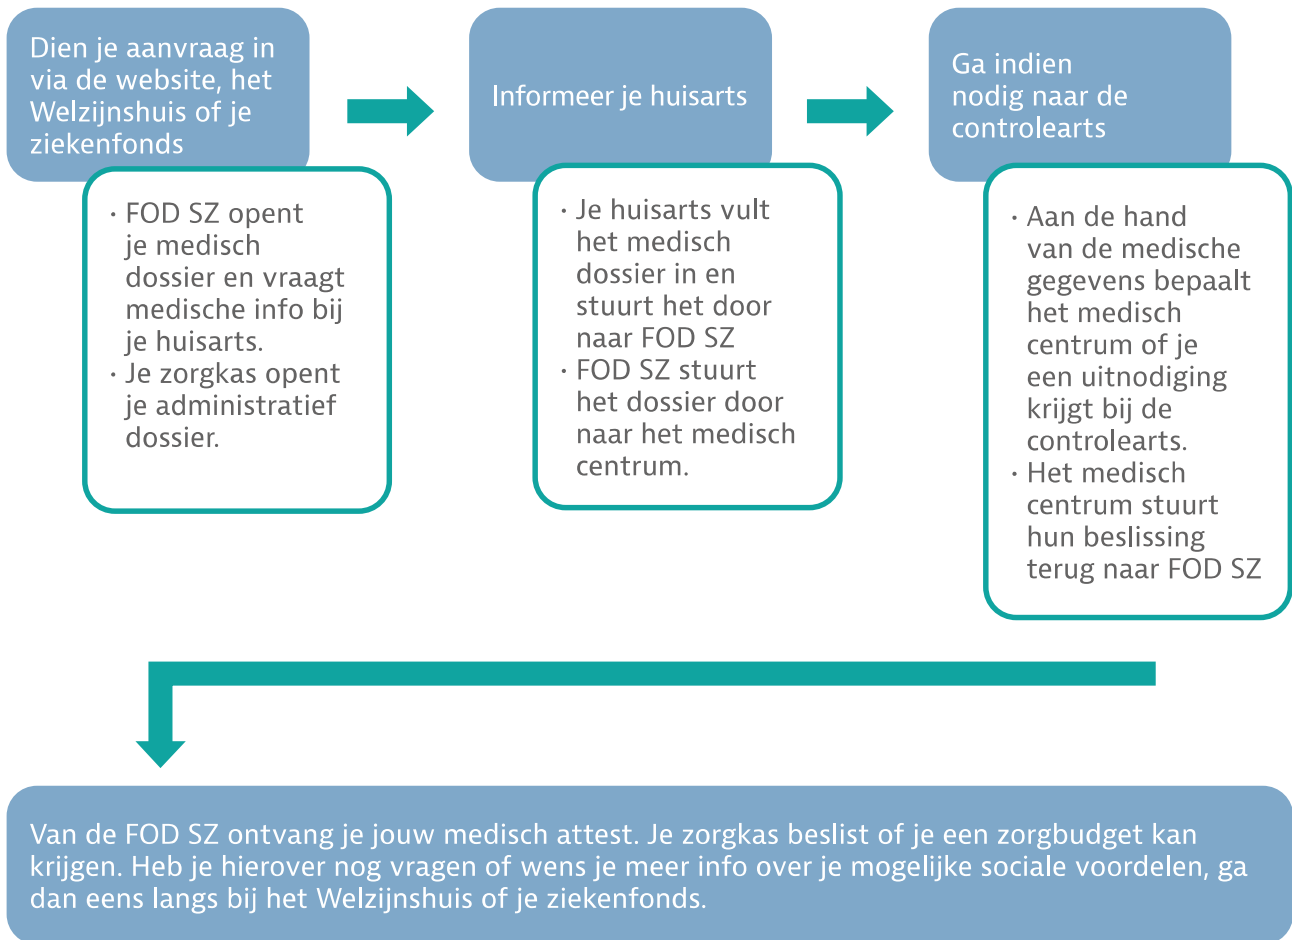 Dien je aanvraag in
via de website, het
Welzijnshuis of je
ziekenfonds
· FOD SZ opent
je medisch
dossier en vraagt
medische info bij
je huisarts.
· Je zorgkas opent
je administratief
dossier.
Informeer je huisarts
· Je huisarts vult
het medisch
dossier in en
stuurt het door
naar FOD SZ
· FOD SZ stuurt
het dossier door
naar het medisch
centrum.
Ga indien
nodig naar de
controlearts
· Aan de hand
van de medische
gegevens bepaalt
het medisch
centrum of je
een uitnodiging
krijgt bij de
controlearts.
· Het medisch
centrum stuurt
hun beslissing
terug naar FOD SZ
Van de FOD SZ ontvang je jouw medisch attest. Je zorgkas beslist of je een zorgbudget kan
krijgen. Heb je hierover nog vragen of wens je meer info over je mogelijke sociale voordelen, ga
dan eens langs bij het Welzijnshuis of je ziekenfonds.